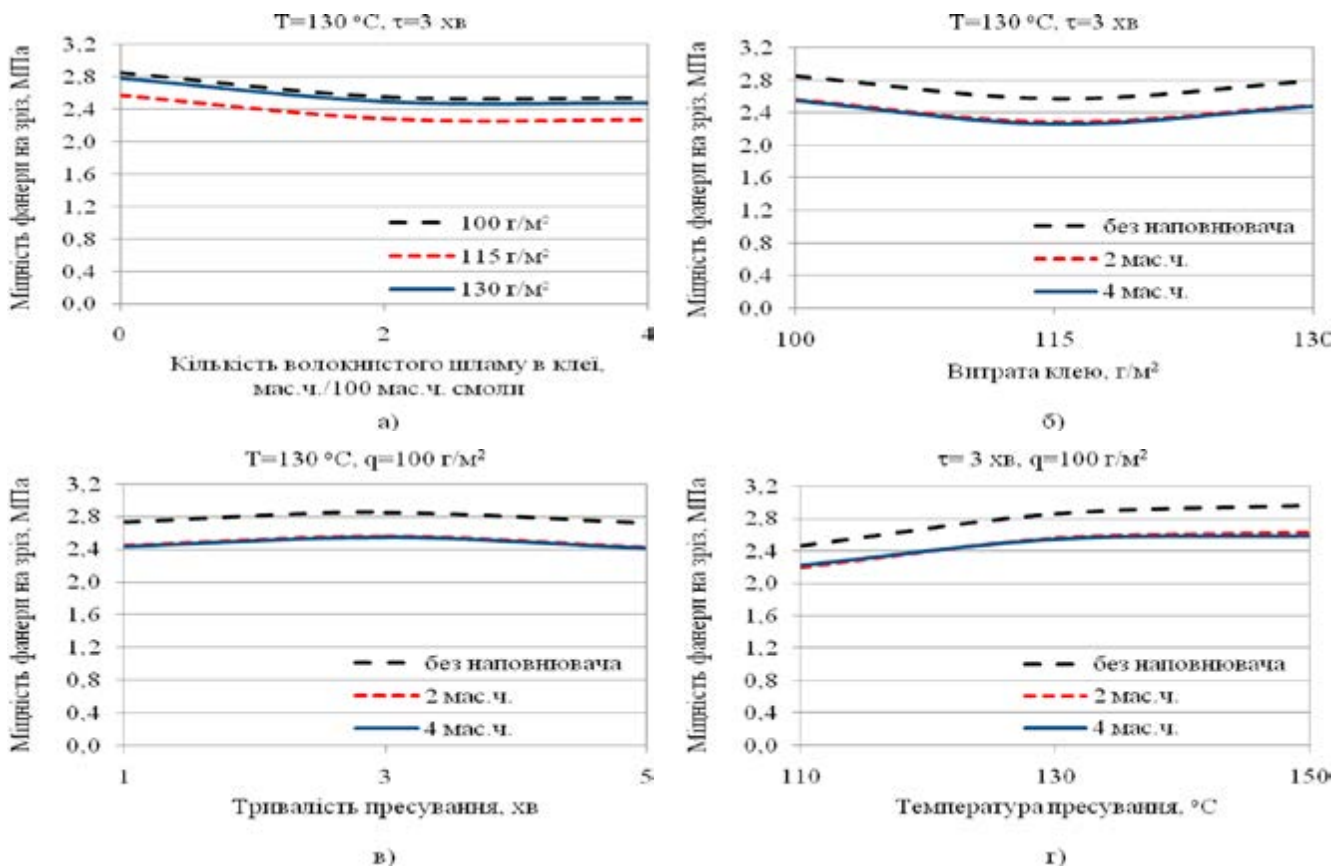 T=130 °C, τ=3 хв
Міцність фанери на зріз, МПа
3,2
2,8
2,4
2,0
1,6
1,2
0,8
0,4
0,0
100 г/м²
115 г/м²
130 г/м²
0
2
4
Кількість волокнистого шламу в клеї,
мас.ч./100 мас.ч. смоли
а)
T=130 °C, τ=3 хв
Міцність фанери на зріз, МПа
3,2
2,8
2,4
2,0
1,6
1,2
0,8
0,4
0,0
без наповнювача
2 мас.ч.
4 мас.ч.
100
115
130
Витрата клею, г/м²
б)
T=130 °C, q=100 г/м²
Міцність фанери на зріз, МПа
3,2
2,8
2,4
2,0
1,6
1,2
0,8
0,4
0,0
без наповнювача
2 мас.ч.
4 мас.ч.
1
3
5
Тривалість пресування, хв
в)
τ= 3 хв, q=100 г/м²
Міцність фанери на зріз, МПа
3,2
2,8
2,4
2,0
1,6
1,2
0,8
0,4
0,0
без наповнювача
2 мас.ч.
4 мас.ч.
110
130
150
Температура пресування, °C
г)